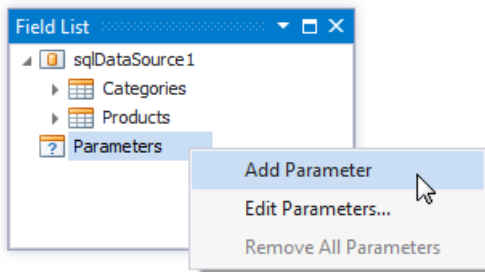 Field List
sqlDataSource1
Categories
Products
Parameters
Add Parameter
Edit Parameters...
Remove All Parameters